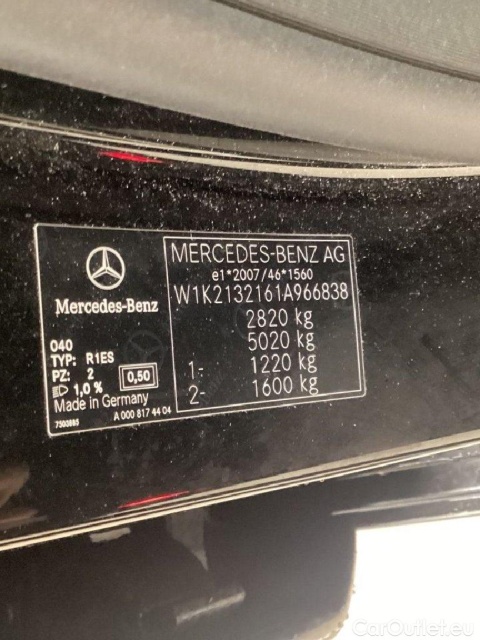 MERCEDES-BENZ AG
e1*2007/46*1560
W1K2132161A966838
2820 kg
5020 kg
1- 1220 kg
2- 1600 kg
Mercedes-Benz
040
TYP: R1ES
PZ: 2
1,0 % 0,50
Made in Germany
7503885 A 000 817 44 04
CarOutlet.eu